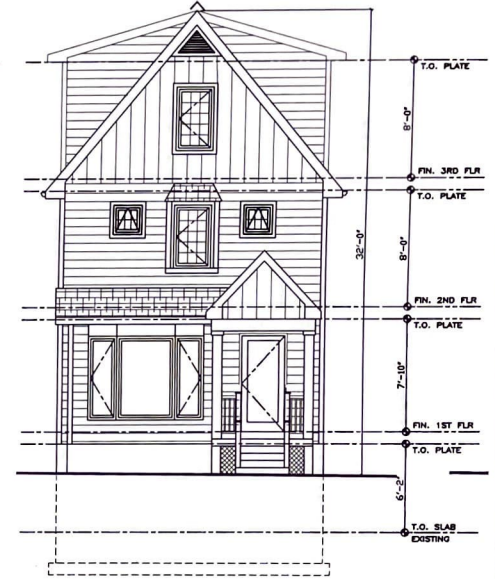 T.O. PLATE
8'-0"
FIN. 3RD FLR
T.O. PLATE
32'-0"
8'-0"
FIN. 2ND FLR
T.O. PLATE
7'-10"
FIN. 1ST FLR
T.O. PLATE
6'-2"
T.O. SLAB
EXISTING